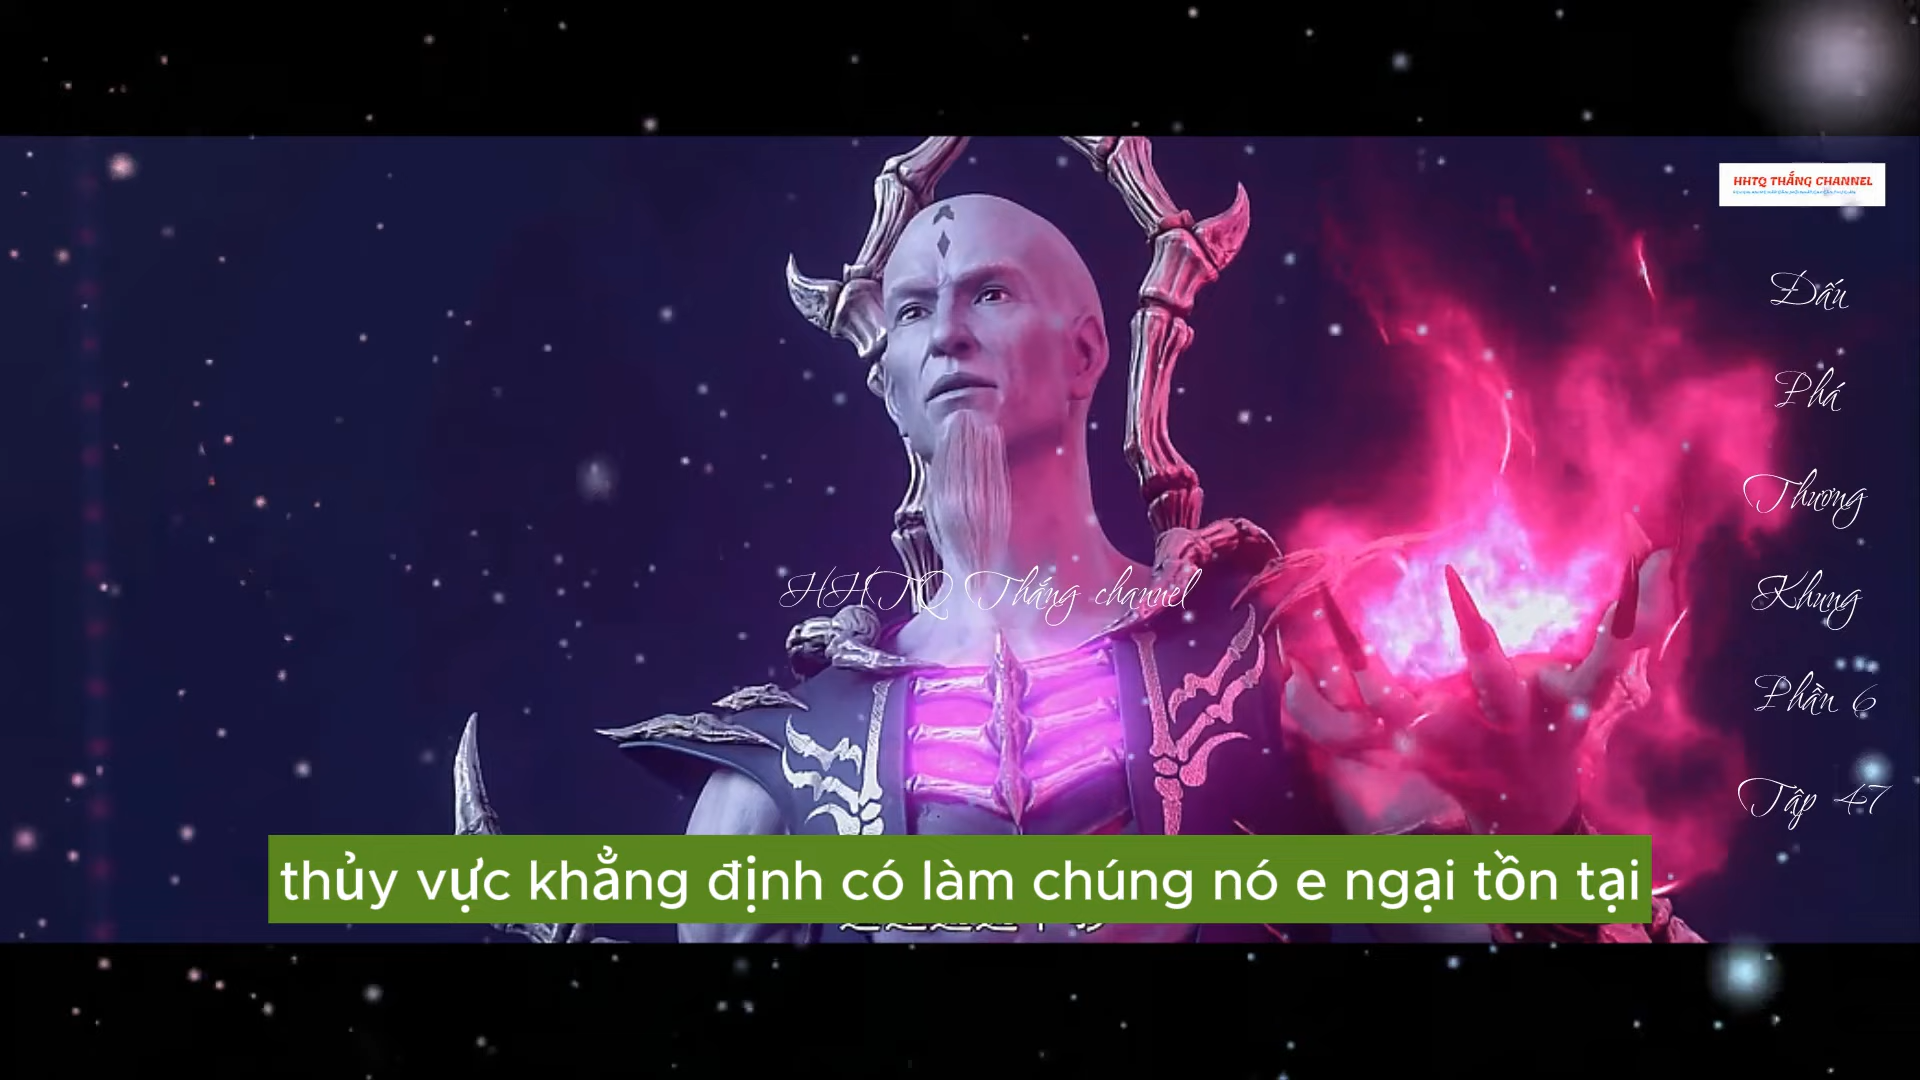 HHTQ THẮNG CHANNEL
Đấu
Phá
Thương
Khung
Phần 6
Tập 47
HHTQ Thắng channel
thủy vực khẳng định có làm chúng nó e ngại tồn tại